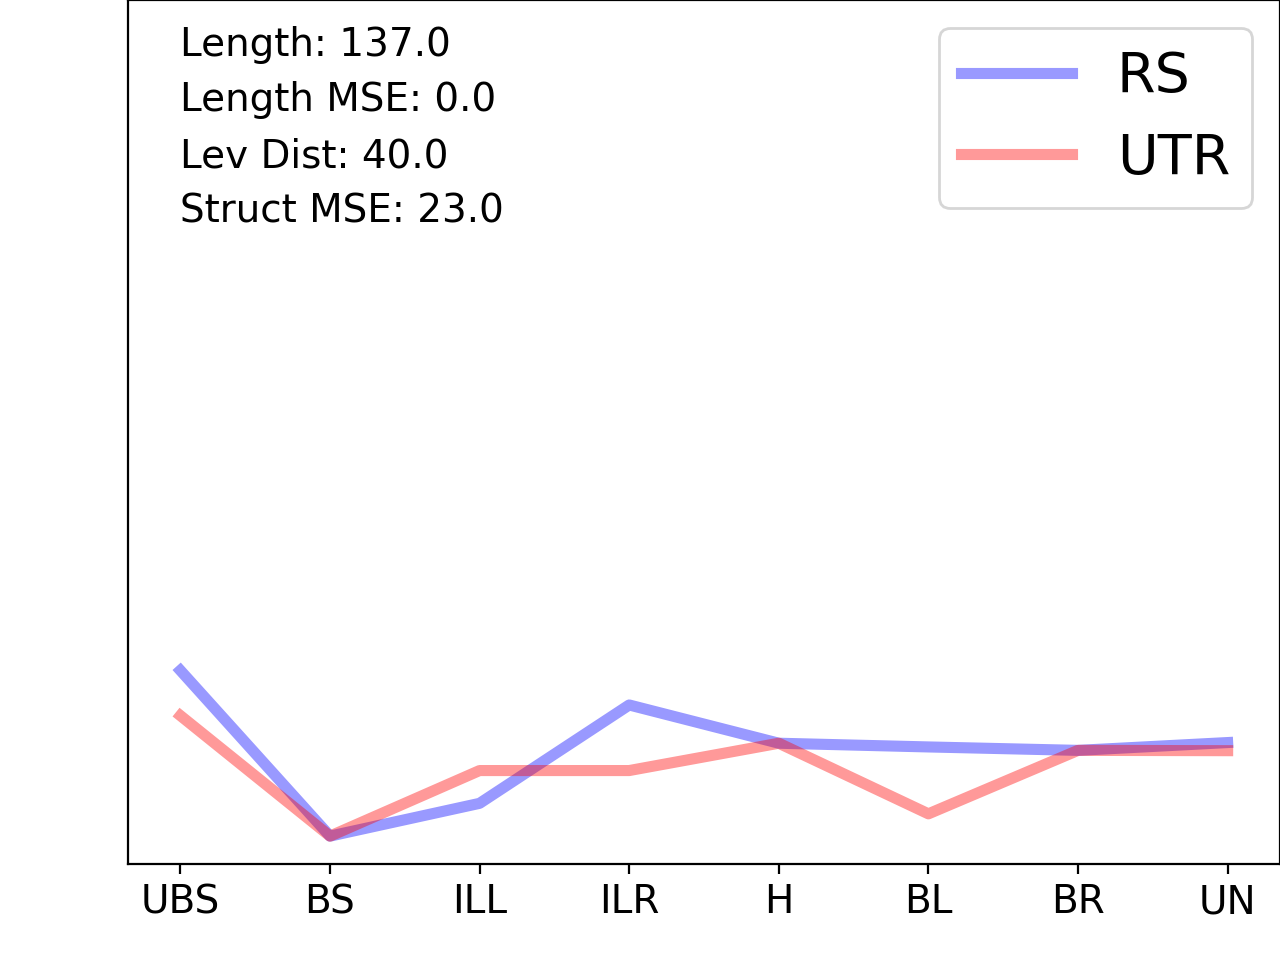 Length: 137.0
Length MSE: 0.0
Lev Dist: 40.0
Struct MSE: 23.0
RS
UTR
UBS BS ILL ILR H BL BR UN